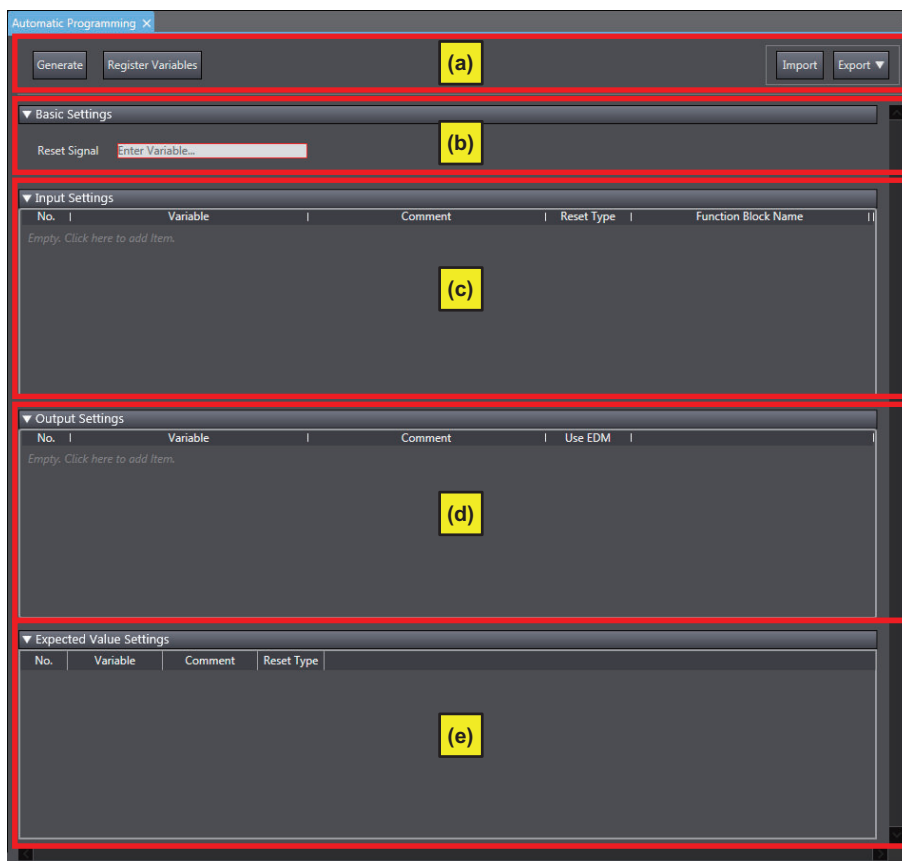 Automatic Programming ×
Generate Register Variables (a) Import Export ▼
▼ Basic Settings
Reset Signal Enter Variable... (b)
▼ Input Settings
No. Variable Comment Reset Type Function Block Name
Empty. Click here to add Item.
(c)
▼ Output Settings
No. Variable Comment Use EDM
Empty. Click here to add Item.
(d)
▼ Expected Value Settings
No. Variable Comment Reset Type
(e)